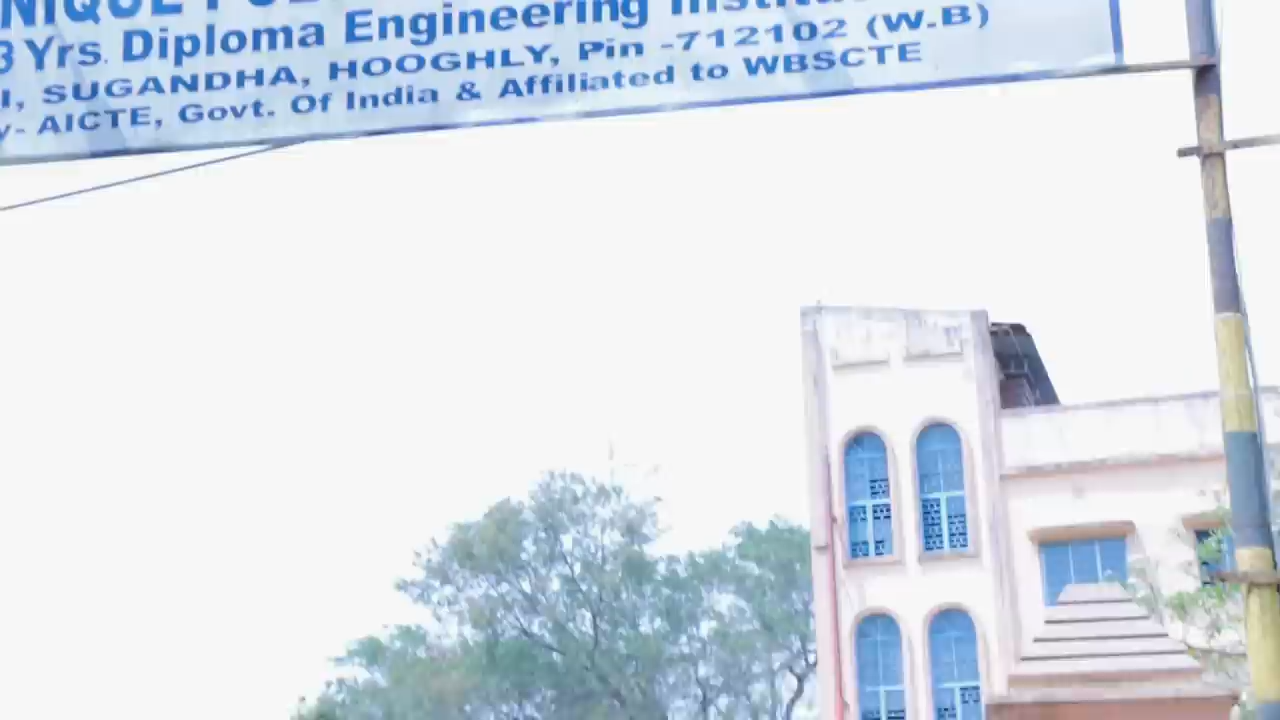 3 Yrs. Diploma Engineering
SUGANDHA, HOOGHLY, Pin -712102 (W.B)
AICTE, Govt. Of India & Affiliated to WBSCTE